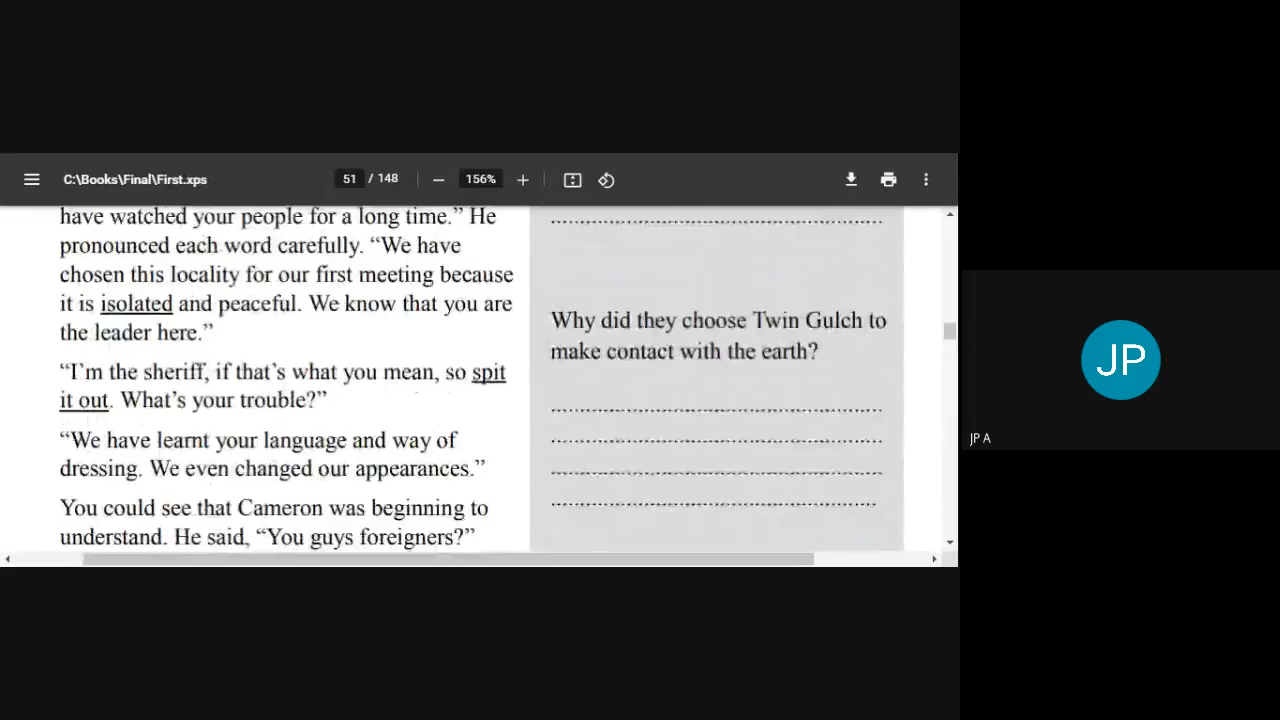 C:\Books\Final\First.xps
51 / 148
156%
have watched your people for a long time.” He
pronounced each word carefully. “We have
chosen this locality for our first meeting because
it is isolated and peaceful. We know that you are
the leader here.”
“I’m the sheriff, if that’s what you mean, so spit
it out. What’s your trouble?”
“We have learnt your language and way of
dressing. We even changed our appearances.”
You could see that Cameron was beginning to
understand. He said, “You guys foreigners?”
Why did they choose Twin Gulch to
make contact with the earth?
JP
JP A